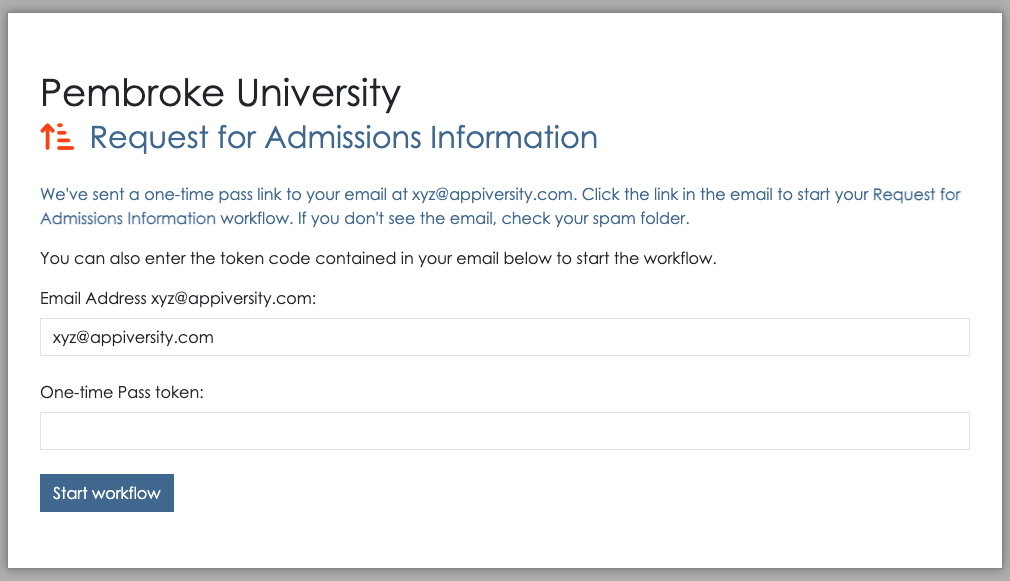 Pembroke University
Request for Admissions Information
We've sent a one-time pass link to your email at xyz@appiversity.com. Click the link in the email to start your Request for
Admissions Information workflow. If you don't see the email, check your spam folder.
You can also enter the token code contained in your email below to start the workflow.
Email Address xyz@appiversity.com:
xyz@appiversity.com
One-time Pass token:
Start workflow